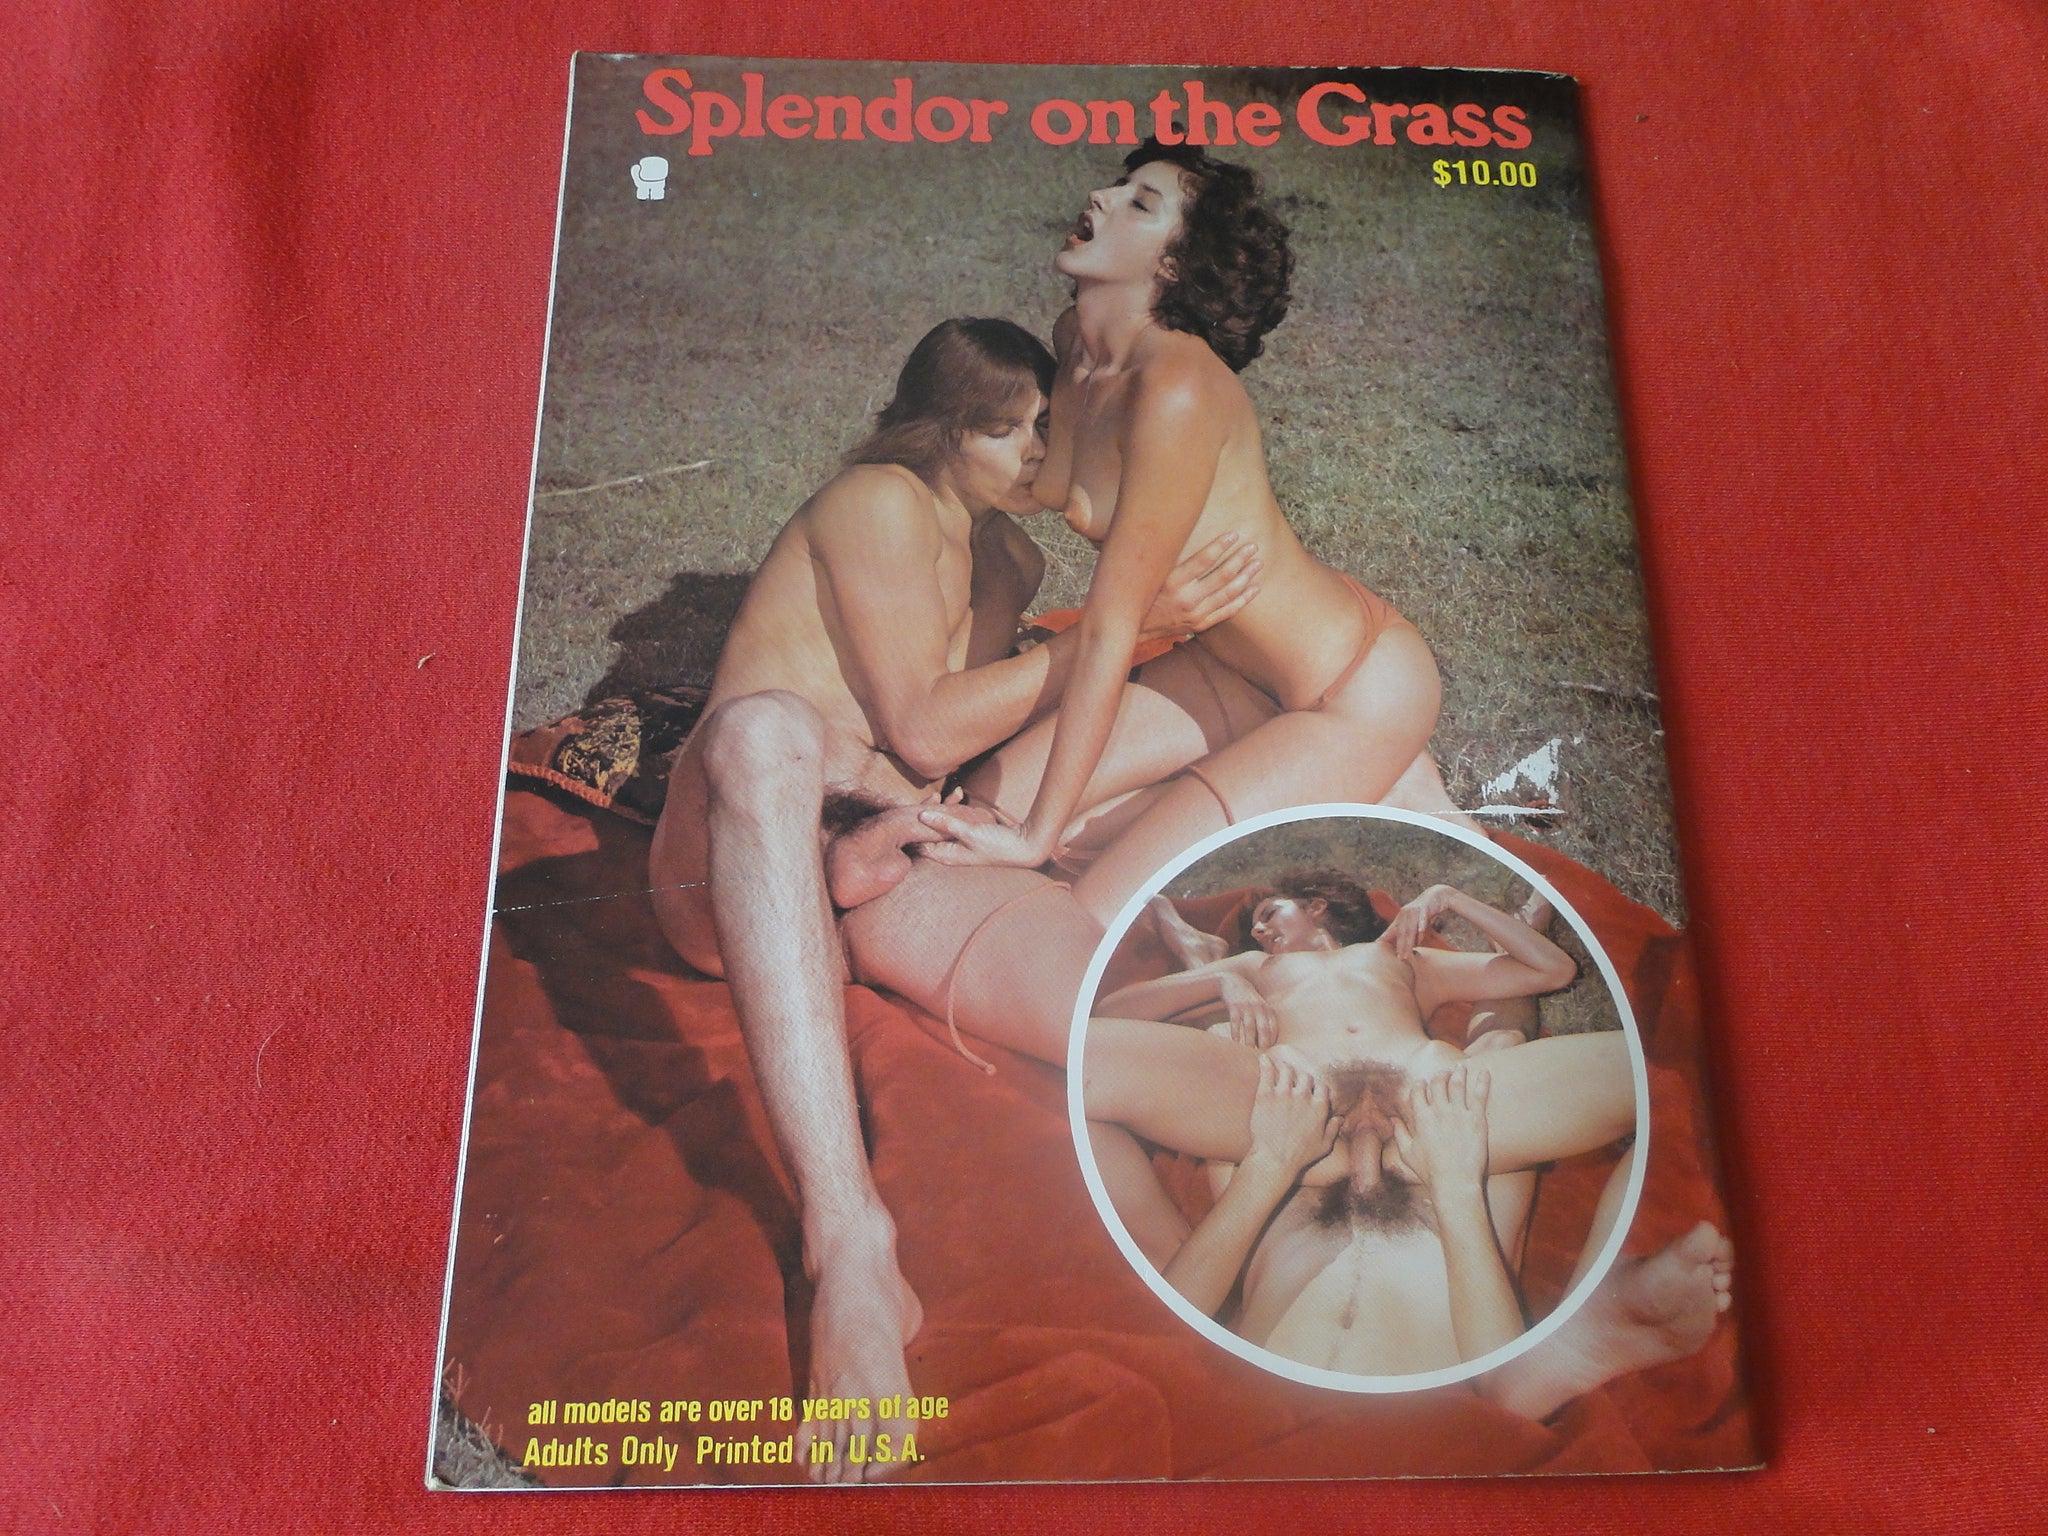 Splendor on the Grass
$10.00
all models are over 18 years of age
Adults Only Printed in U.S.A.